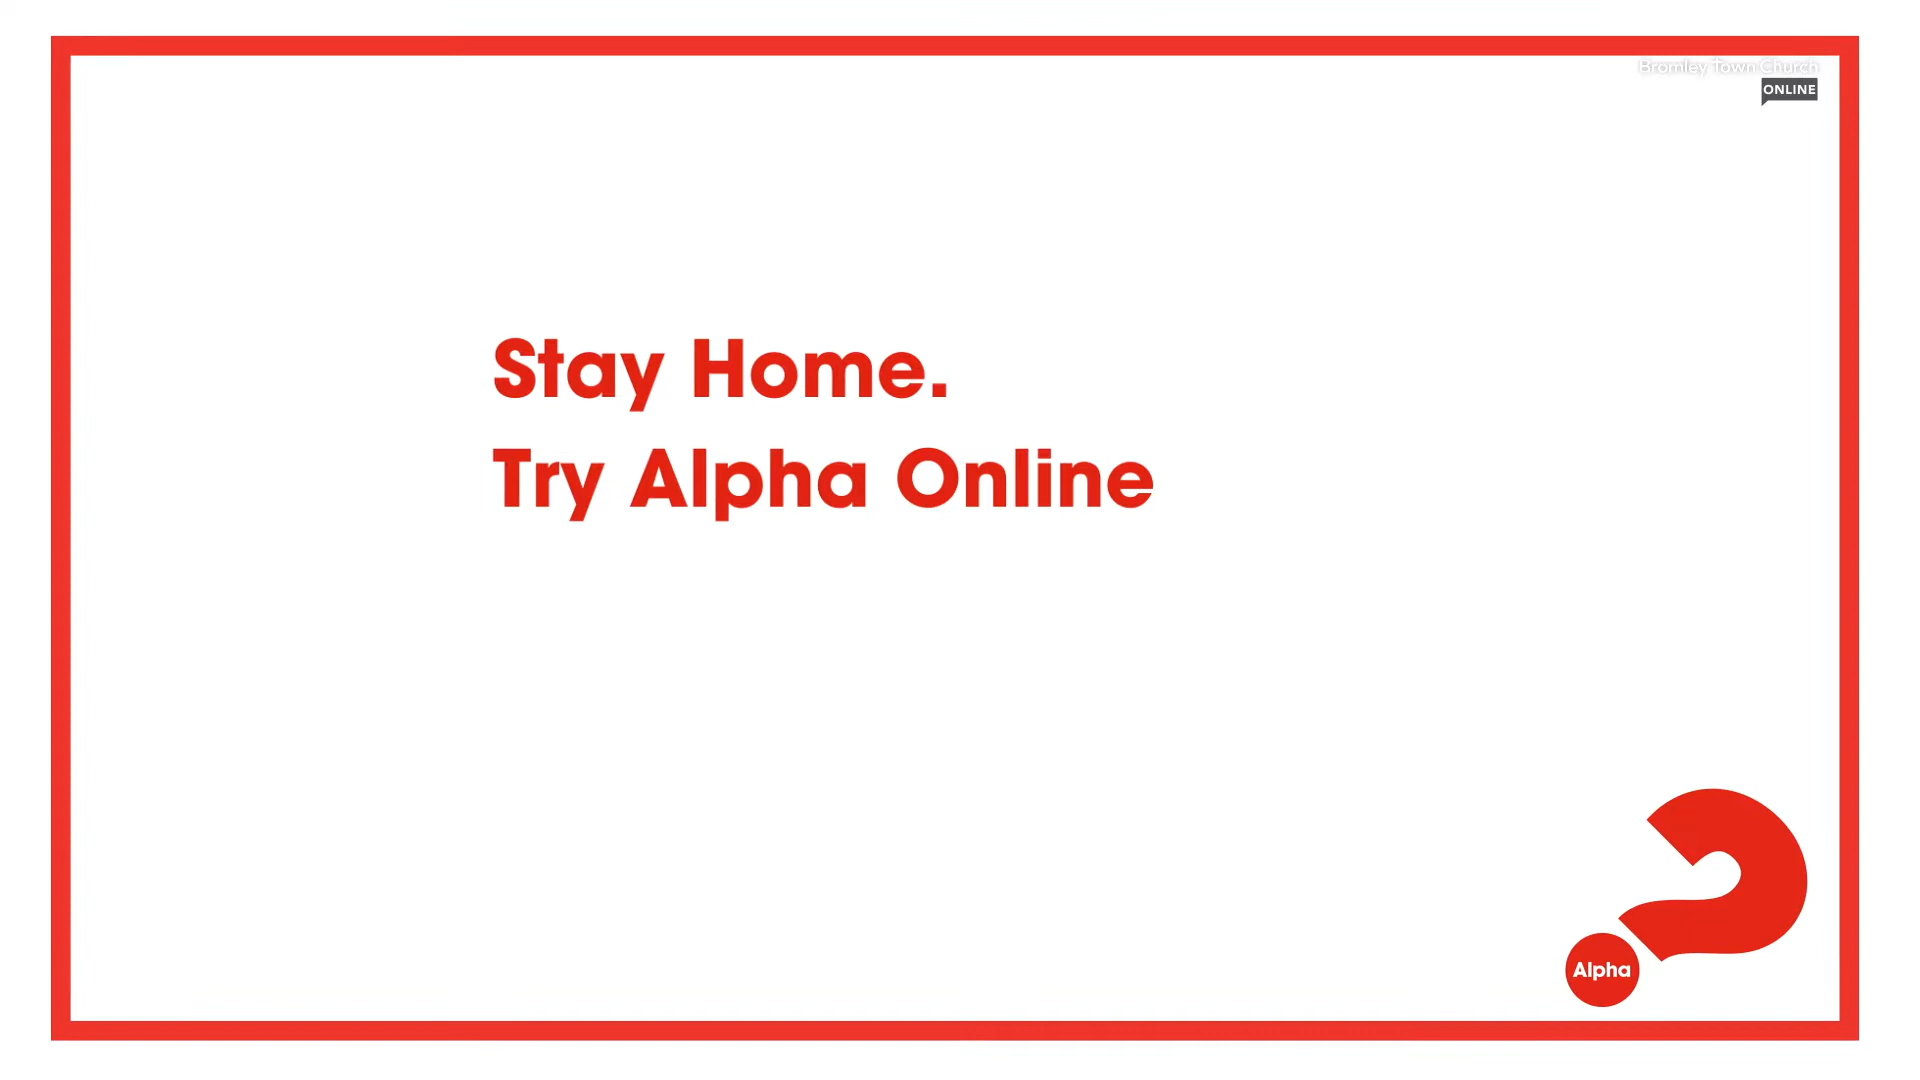 Bromley Town Church
ONLINE
Stay Home.
Try Alpha Online
Alpha